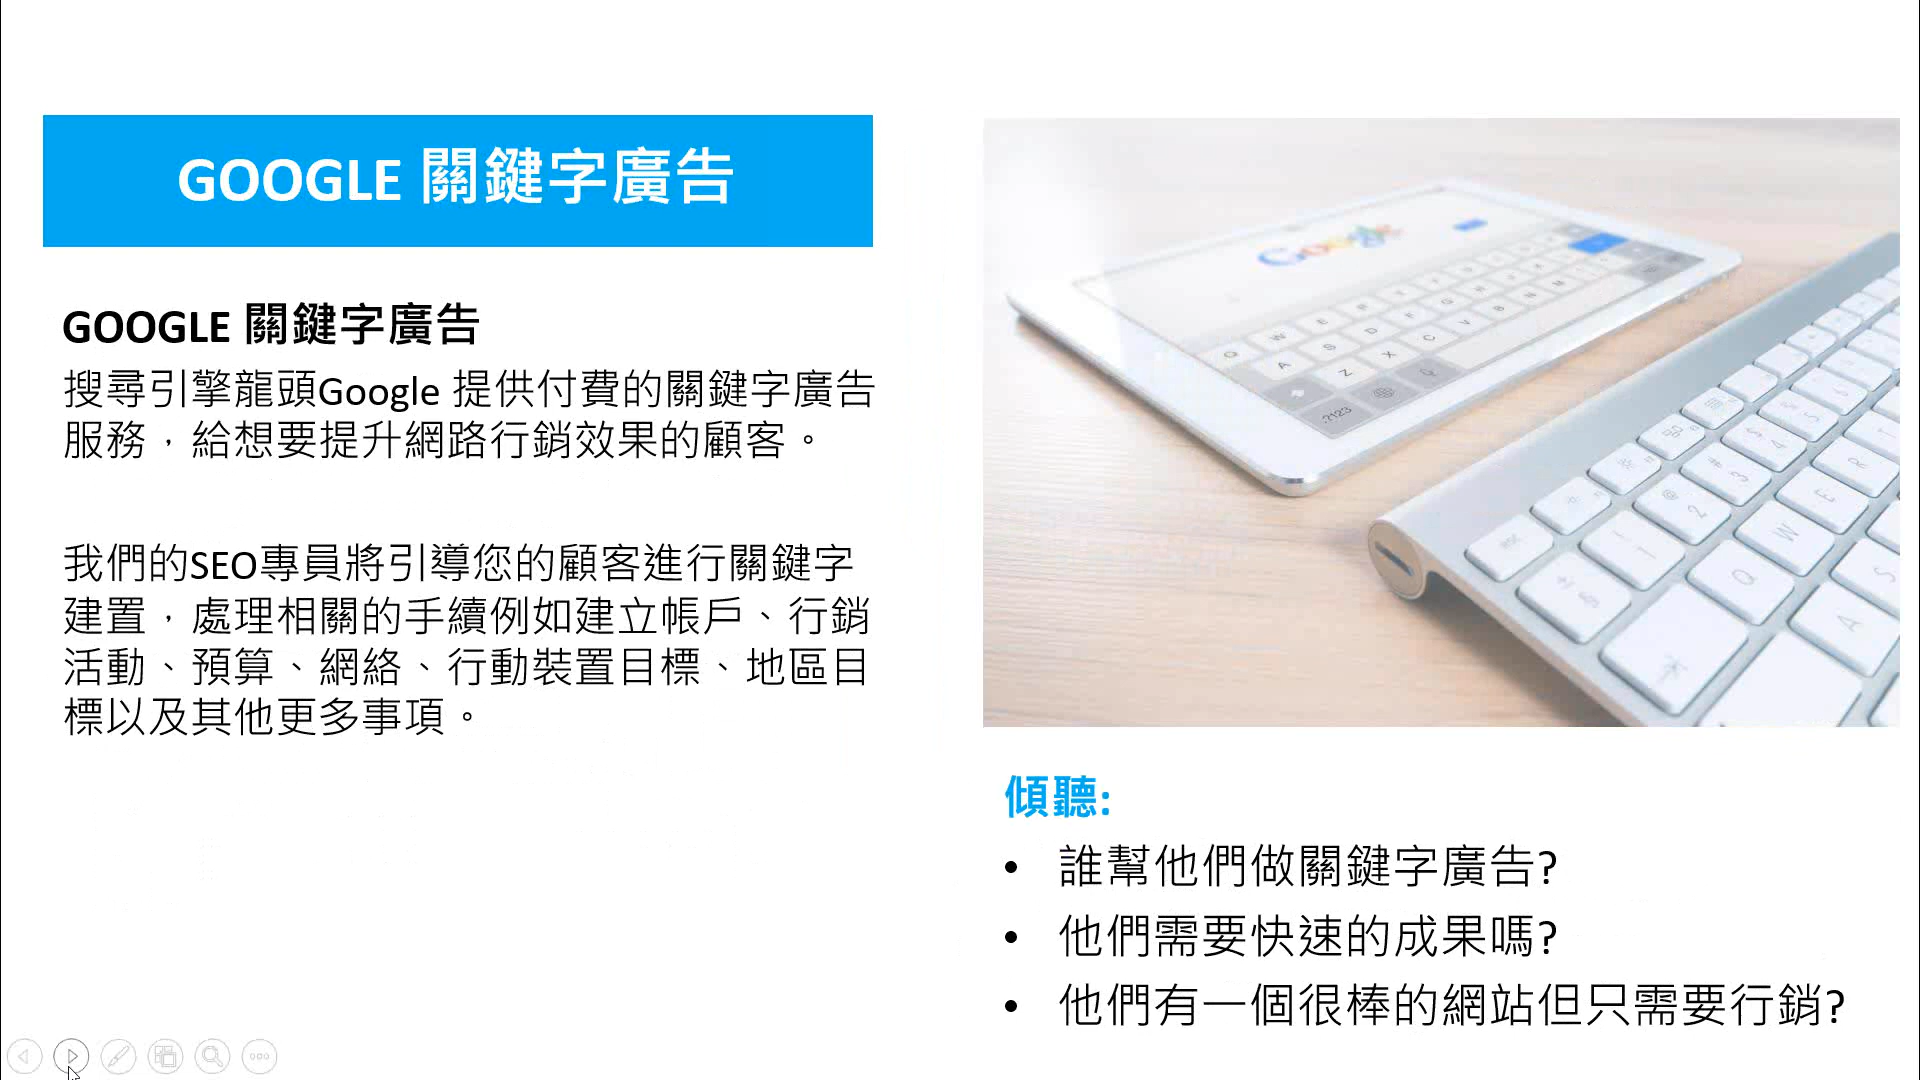 GOOGLE 關鍵字廣告
GOOGLE 關鍵字廣告
搜尋引擎龍頭Google 提供付費的關鍵字廣告
服務，給想要提升網路行銷效果的顧客。
我們的SEO專員將引導您的顧客進行關鍵字
建置，處理相關的手續例如建立帳戶、行銷
活動、預算、網絡、行動裝置目標、地區目
標以及其他更多事項。
Google
Q W E R T Y U I O P
A S D F G H J K L
Z X C V B N M
.?123
esc
傾聽:
• 誰幫他們做關鍵字廣告?
• 他們需要快速的成果嗎?
• 他們有一個很棒的網站但只需要行銷?